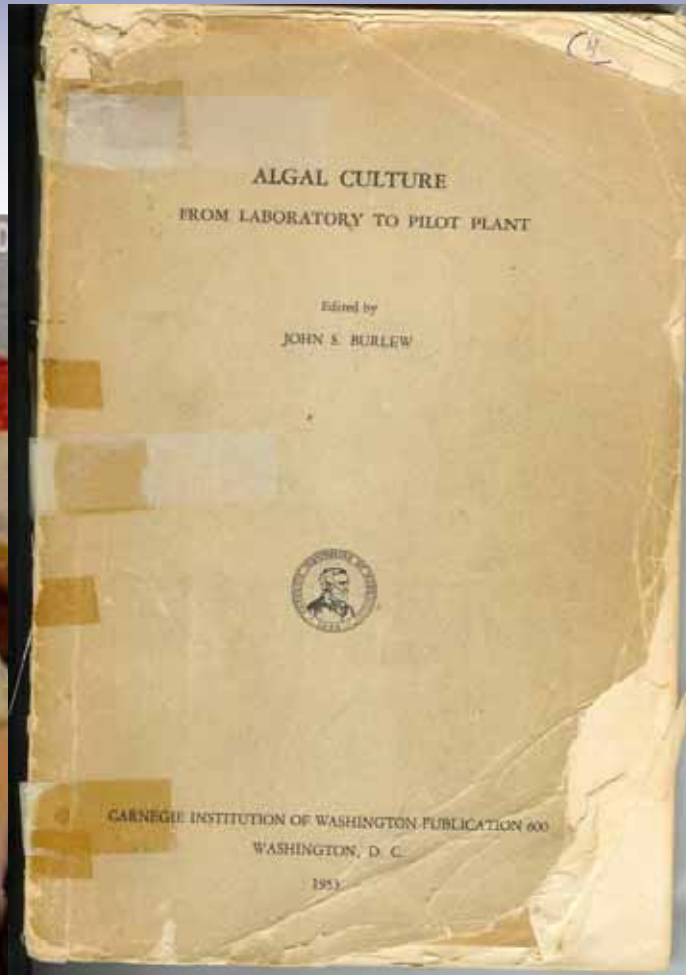 ALGAL CULTURE
FROM LABORATORY TO PILOT PLANT
Edited by
JOHN S. BURLEW
CARNEGIE INSTITUTION OF WASHINGTON PUBLICATION 600
WASHINGTON, D. C.
1953